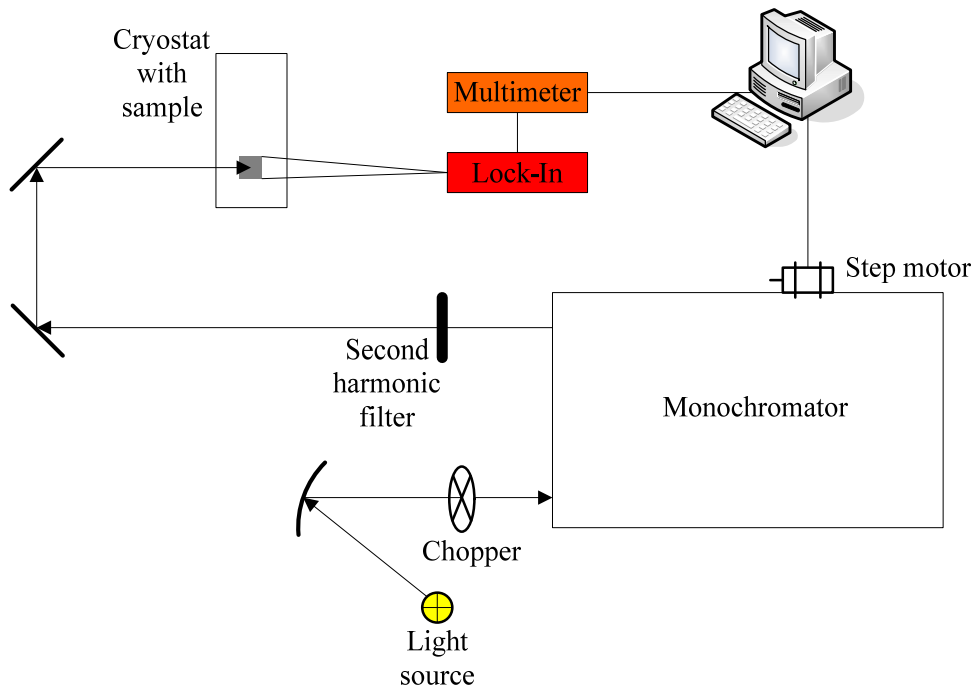 Cryostat
with
sample
Multimeter
Lock-In
Step motor
Second
harmonic
filter
Monochromator
Chopper
Light
source